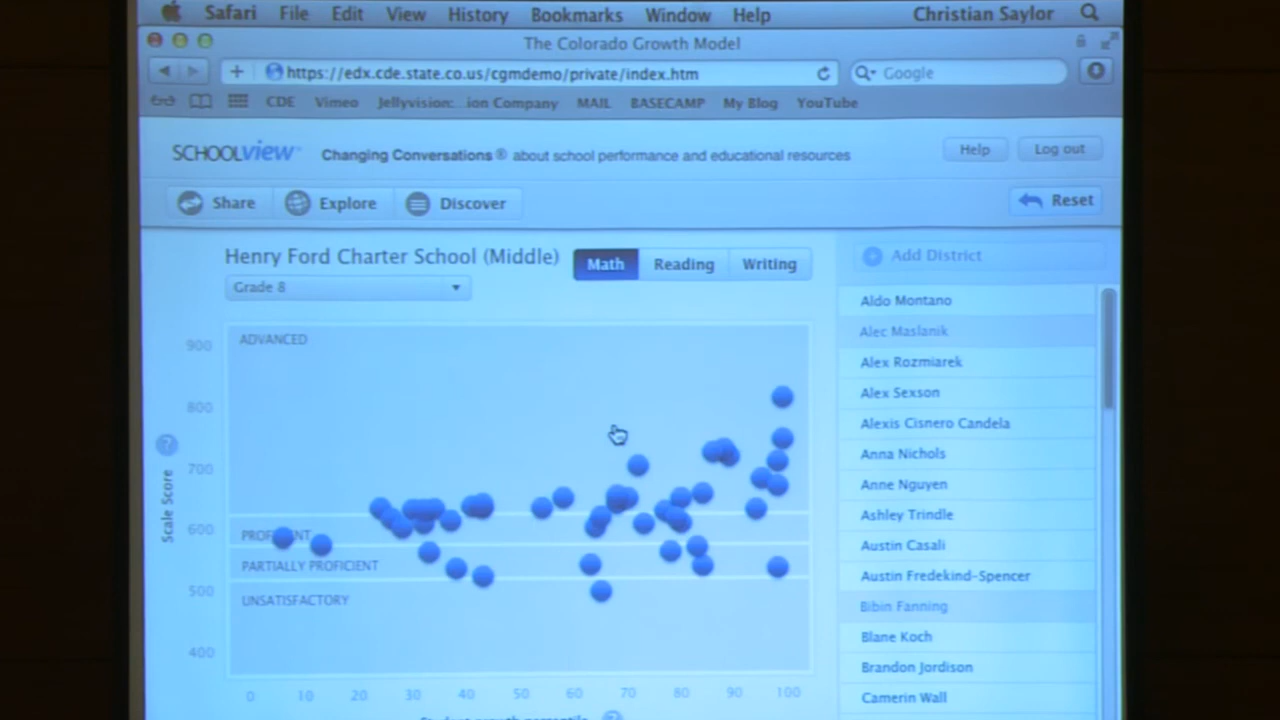 Safari File Edit View History Bookmarks Window Help Christian Saylor
The Colorado Growth Model
https://edx.cde.state.co.us/cgmdemo/private/index.htm
Google
CDE Vimeo Jellyvision: ...ion Company MAIL BASECAMP My Blog YouTube
SCHOOLview Changing Conversations ® about school performance and educational resources
Help Log out
Share Explore Discover Reset
Henry Ford Charter School (Middle)
Math Reading Writing
Grade 8
Add District
Aldo Montano
Alec Maslanik
Alex Rozmiarek
Alex Sexson
Alexis Cisnero Candela
Anna Nichols
Anne Nguyen
Ashley Trindle
Austin Casali
Austin Fredekind-Spencer
Bibin Fanning
Blane Koch
Brandon Jordison
Camerin Wall
ADVANCED
PARTIALLY PROFICIENT
UNSATISFACTORY
900
800
700
600
500
400
Scale Score
0 10 20 30 40 50 60 70 80 90 100
Student growth percentile